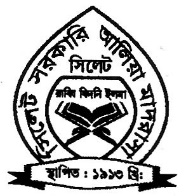 সিলেট সরকারি আলিয়া মাদরাসা
সিলেট
রাব্বি যিদনি ইলমা
স্থাপিত : ১৯১৩ খ্রি: